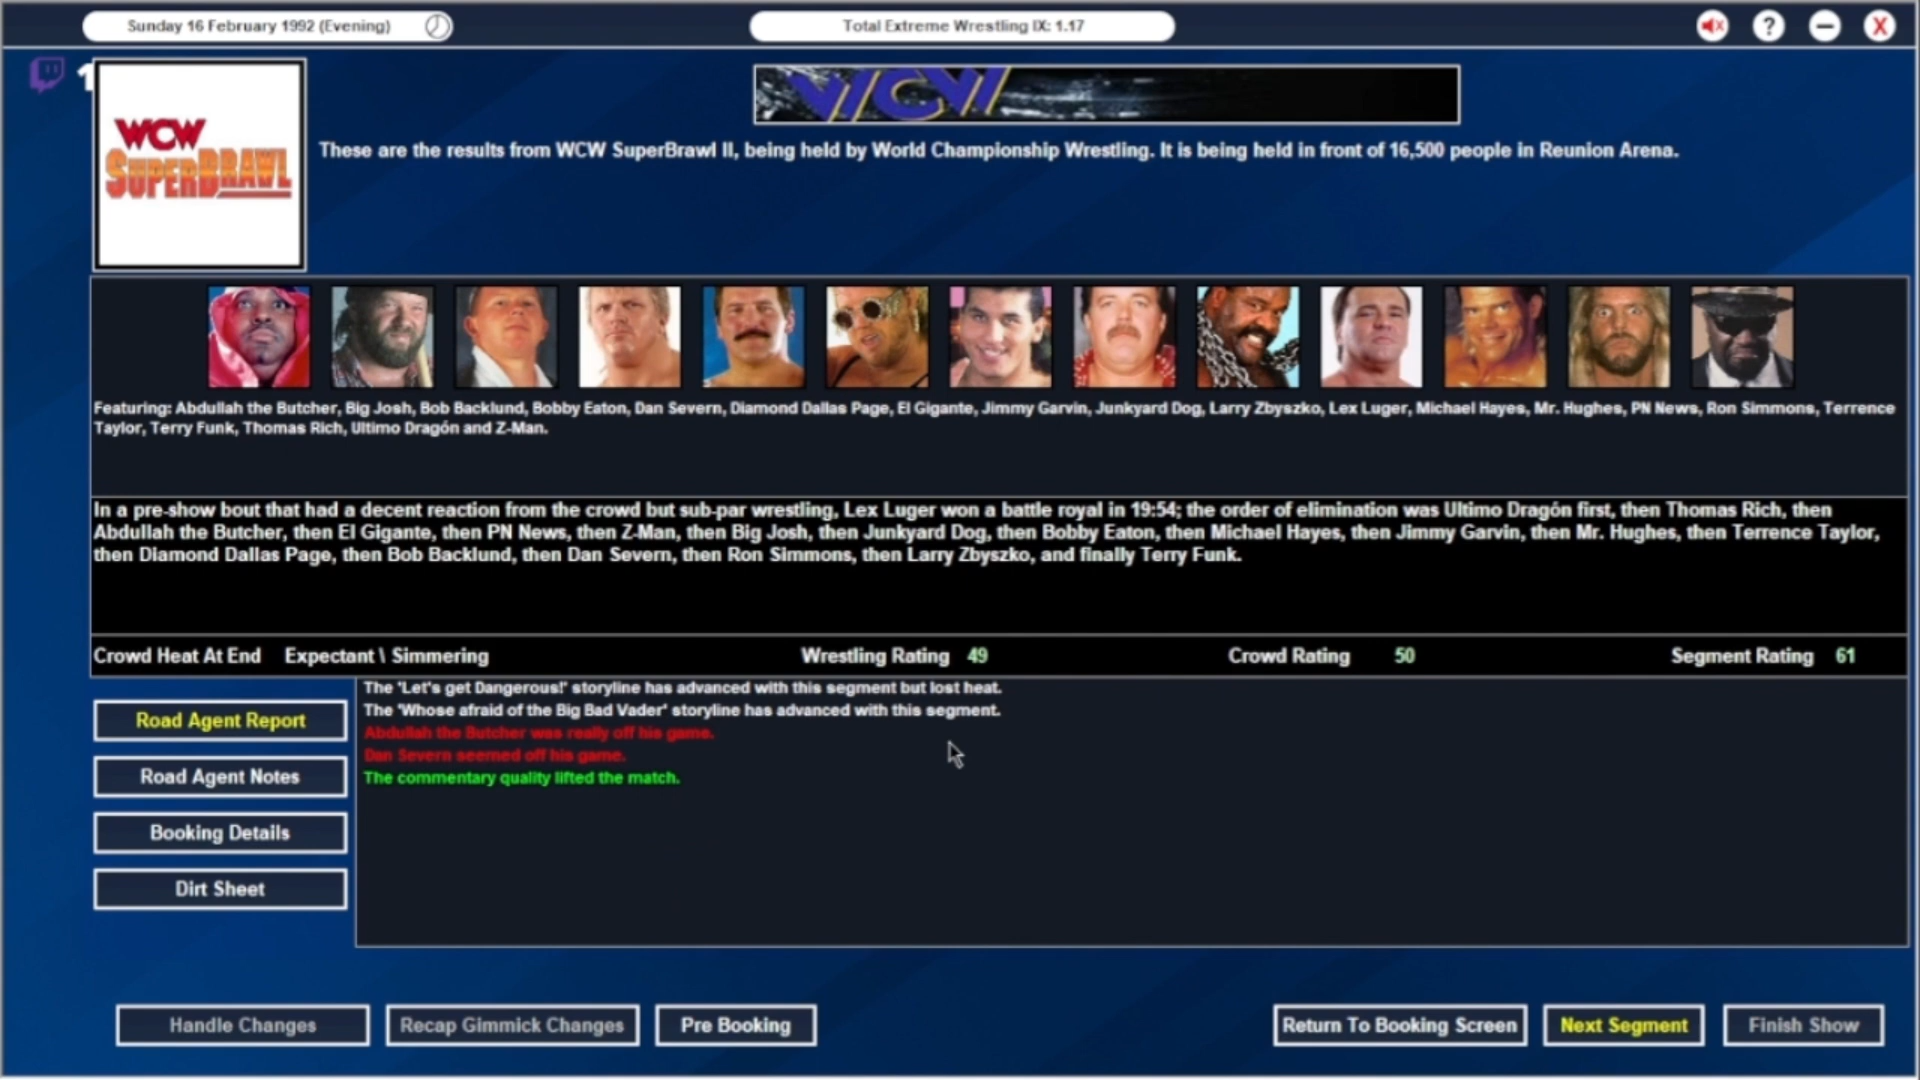 Sunday 16 February 1992 (Evening)
Total Extreme Wrestling IX: 1.17
?
X
1
WCW
SUPERBRAWL
WCW
These are the results from WCW SuperBrawl II, being held by World Championship Wrestling. It is being held in front of 16,500 people in Reunion Arena.
Featuring: Abdullah the Butcher, Big Josh, Bob Backlund, Bobby Eaton, Dan Severn, Diamond Dallas Page, El Gigante, Jimmy Garvin, Junkyard Dog, Larry Zbyszko, Lex Luger, Michael Hayes, Mr. Hughes, PN News, Ron Simmons, Terrence
Taylor, Terry Funk, Thomas Rich, Ultimo Dragón and Z-Man.
In a pre-show bout that had a decent reaction from the crowd but sub-par wrestling, Lex Luger won a battle royal in 19:54; the order of elimination was Ultimo Dragón first, then Thomas Rich, then
Abdullah the Butcher, then El Gigante, then PN News, then Z-Man, then Big Josh, then Junkyard Dog, then Bobby Eaton, then Michael Hayes, then Jimmy Garvin, then Mr. Hughes, then Terrence Taylor,
then Diamond Dallas Page, then Bob Backlund, then Dan Severn, then Ron Simmons, then Larry Zbyszko, and finally Terry Funk.
Crowd Heat At End Expectant \ Simmering Wrestling Rating 49 Crowd Rating 50 Segment Rating 61
The 'Let's get Dangerous!' storyline has advanced with this segment but lost heat.
The 'Whose afraid of the Big Bad Vader' storyline has advanced with this segment.
Abdullah the Butcher was really off his game.
Dan Severn seemed off his game.
The commentary quality lifted the match.
Road Agent Report
Road Agent Notes
Booking Details
Dirt Sheet
Handle Changes Recap Gimmick Changes Pre Booking Return To Booking Screen Next Segment Finish Show